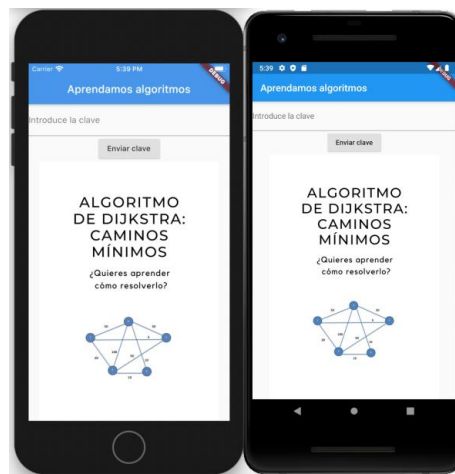 Carrier
5:39 PM
DEBUG
Aprendamos algoritmos
Introduce la clave
Enviar clave
ALGORITMO
DE DIJKSTRA:
CAMINOS
MÍNIMOS
¿Quieres aprender
cómo resolverlo?
5:39
Aprendamos algoritmos
Introduce la clave
Enviar clave
ALGORITMO
DE DIJKSTRA:
CAMINOS
MÍNIMOS
¿Quieres aprender
cómo resolverlo?